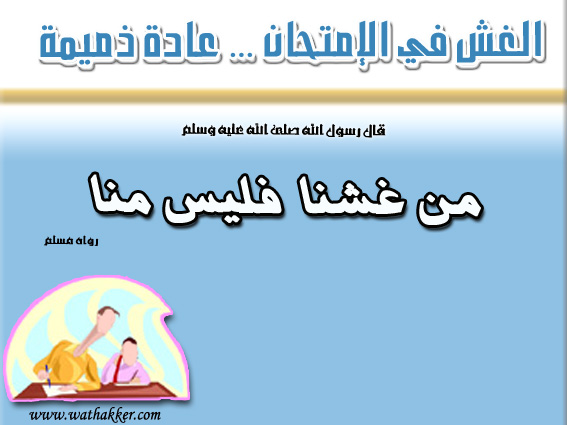 الغش في الإمتحان ... عادة ذميمة
قال رسول الله صلى الله عليه وسلم
من غشنا فليس منا
رواه مسلم
www.wathakker.com